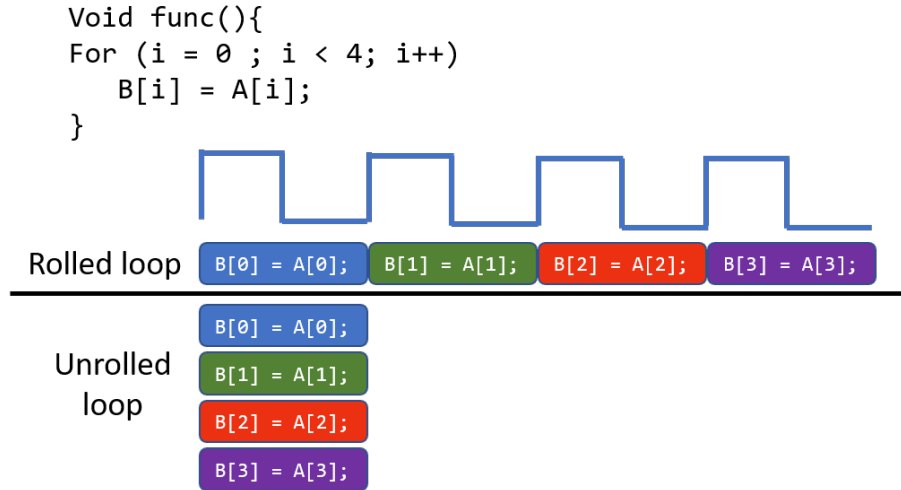 Void func(){
For (i = 0 ; i < 4; i++)
B[i] = A[i];
}
Rolled loop
B[0] = A[0];
B[1] = A[1];
B[2] = A[2];
B[3] = A[3];
Unrolled
loop
B[0] = A[0];
B[1] = A[1];
B[2] = A[2];
B[3] = A[3];